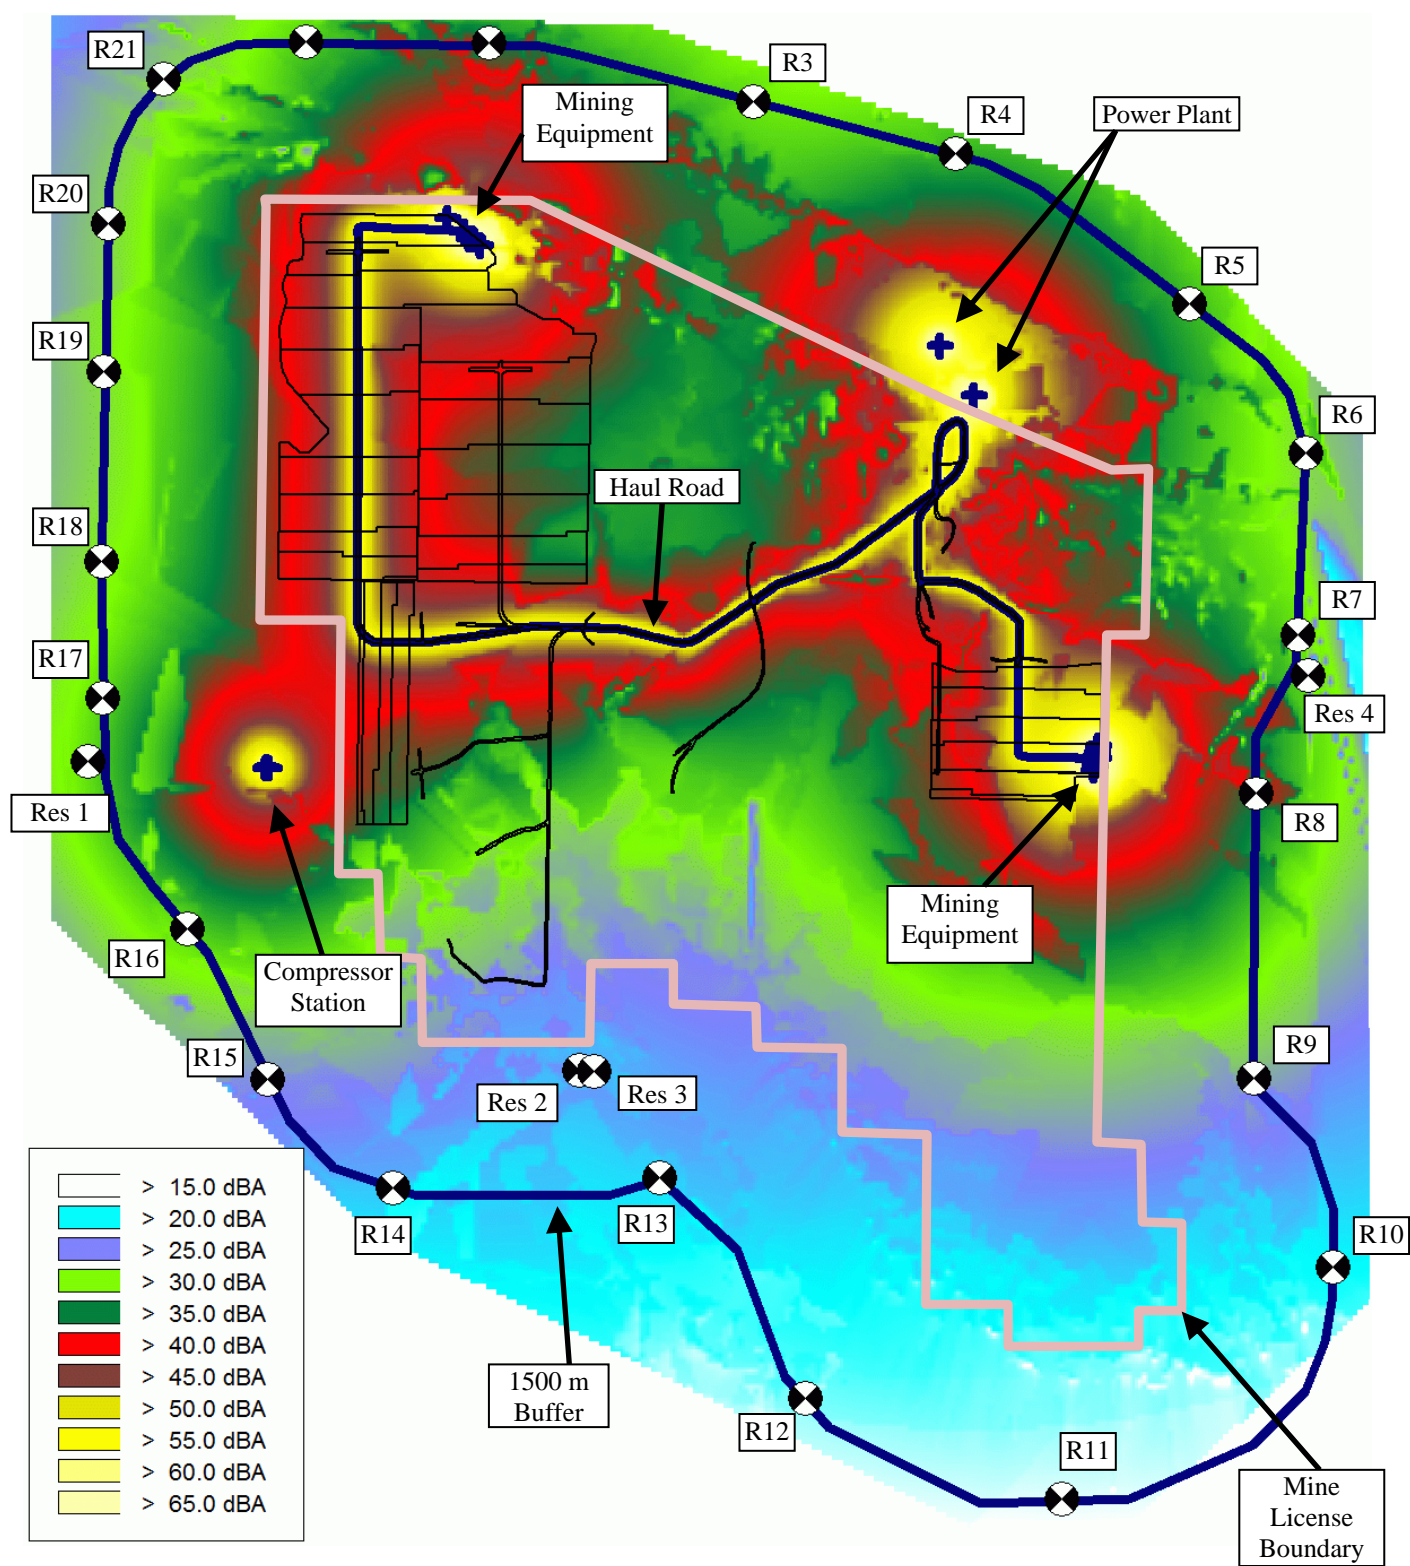 R21
R3
Mining
Equipment
R4
Power Plant
R20
R5
R19
R6
Haul Road
R18
R7
R17
Res 4
Res 1
R8
Mining
Equipment
R16
Compressor
Station
R15
R9
Res 2
Res 3
R14
R13
R10
1500 m
Buffer
R12
R11
Mine
License
Boundary
> 15.0 dBA
> 20.0 dBA
> 25.0 dBA
> 30.0 dBA
> 35.0 dBA
> 40.0 dBA
> 45.0 dBA
> 50.0 dBA
> 55.0 dBA
> 60.0 dBA
> 65.0 dBA